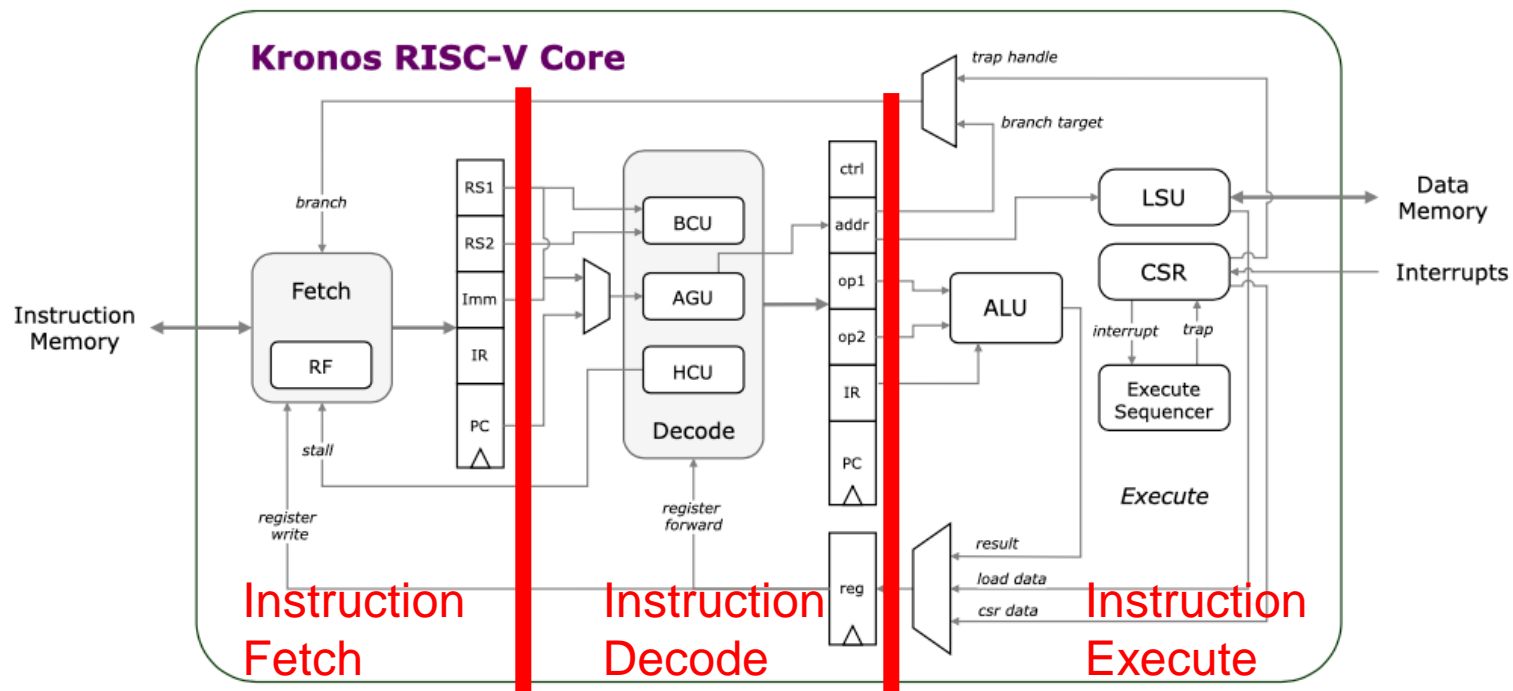 Kronos RISC-V Core
trap handle
branch target
branch
Instruction
Memory
Fetch
RF
stall
register
write
RS1
RS2
Imm
IR
PC
BCU
AGU
HCU
Decode
register
forward
ctrl
addr
op1
op2
IR
PC
reg
ALU
LSU
CSR
interrupt
trap
Execute
Sequencer
Execute
result
load data
csr data
Data
Memory
Interrupts
Instruction
Fetch
Instruction
Decode
Instruction
Execute